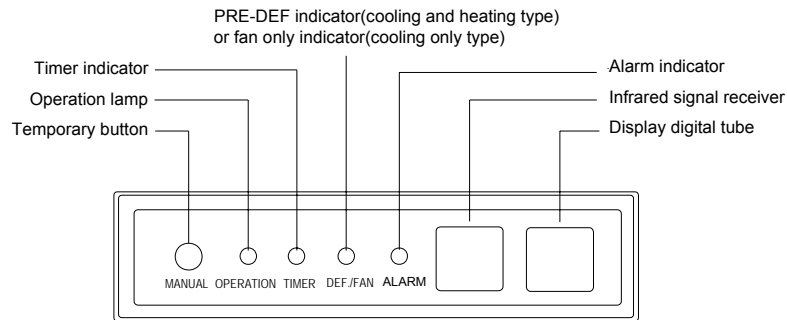 PRE-DEF indicator(cooling and heating type)
or fan only indicator(cooling only type)
Timer indicator
Alarm indicator
Operation lamp
Infrared signal receiver
Temporary button
Display digital tube
MANUAL OPERATION TIMER DEF./FAN ALARM